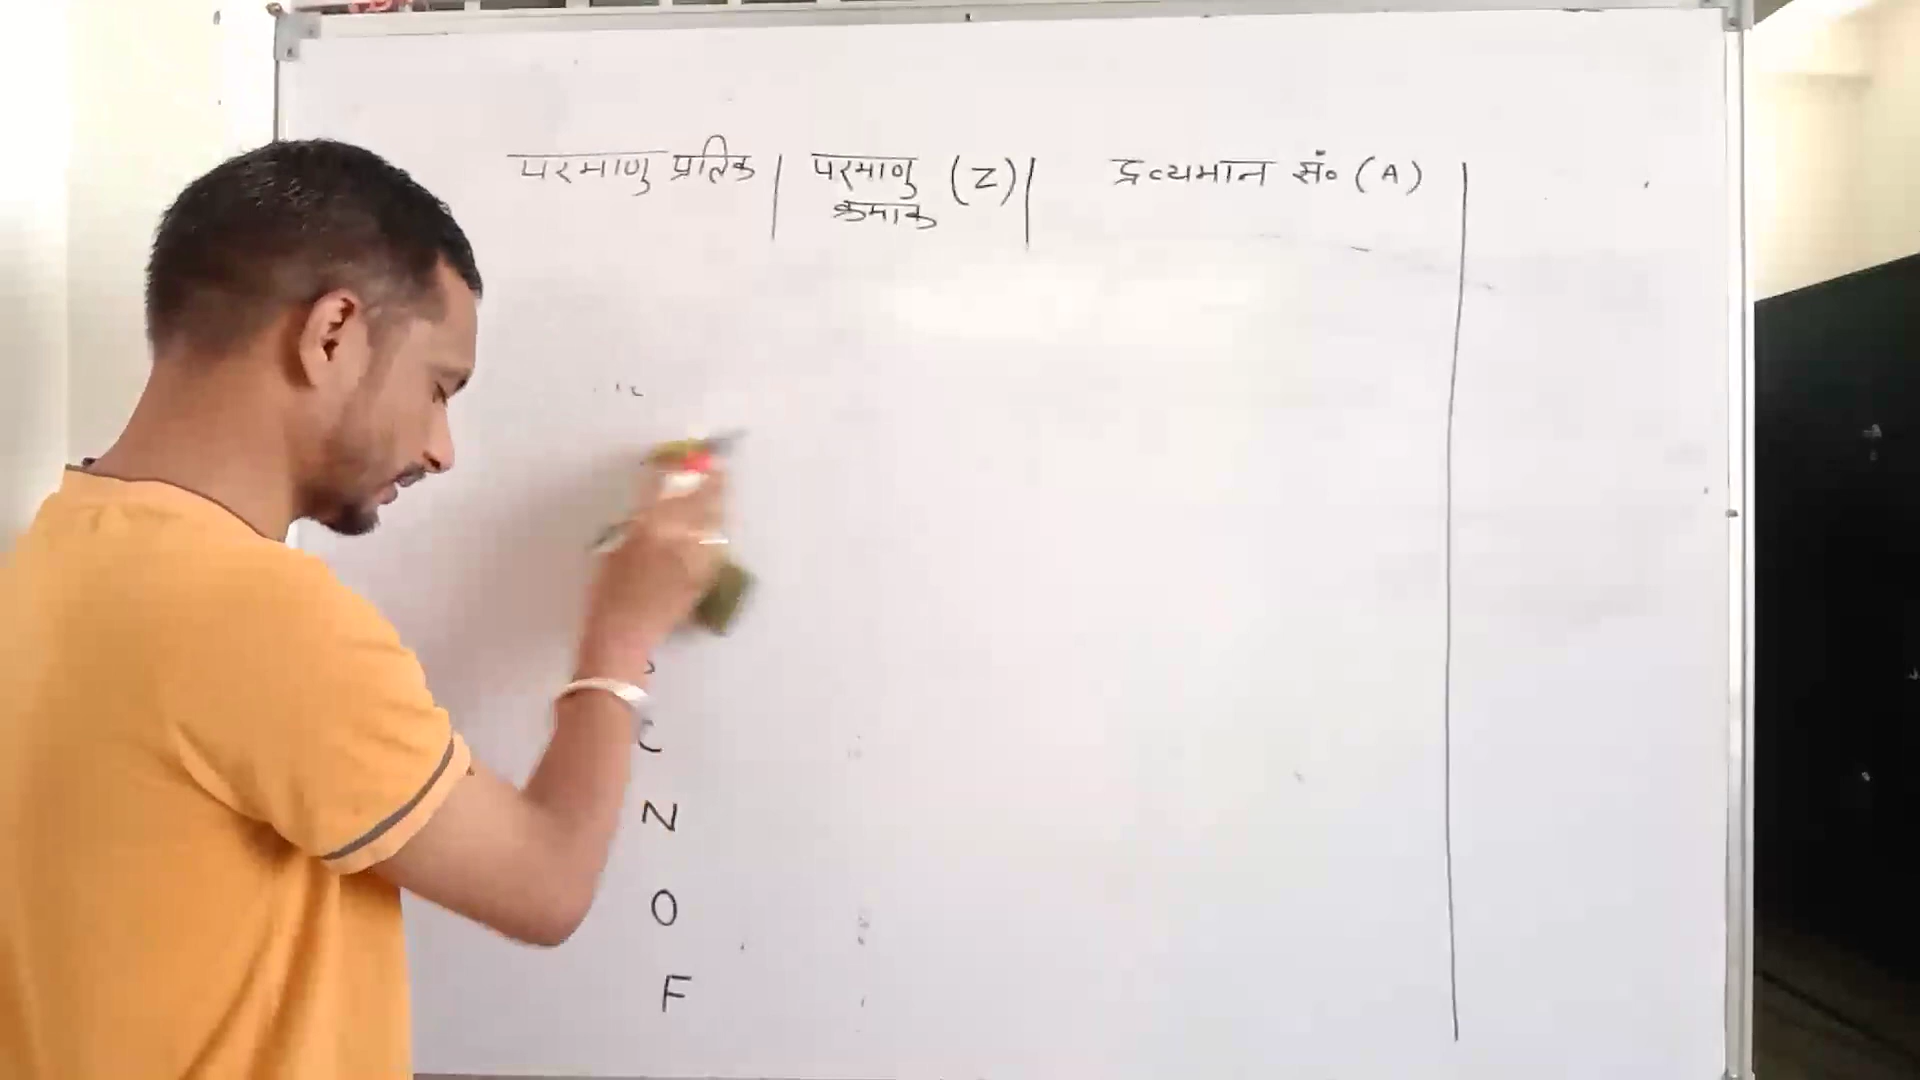 परमाणु प्रतिक | परमाणु (Z) | द्रव्यमान सं० (A) |
क्रमाक
C
N
O
F